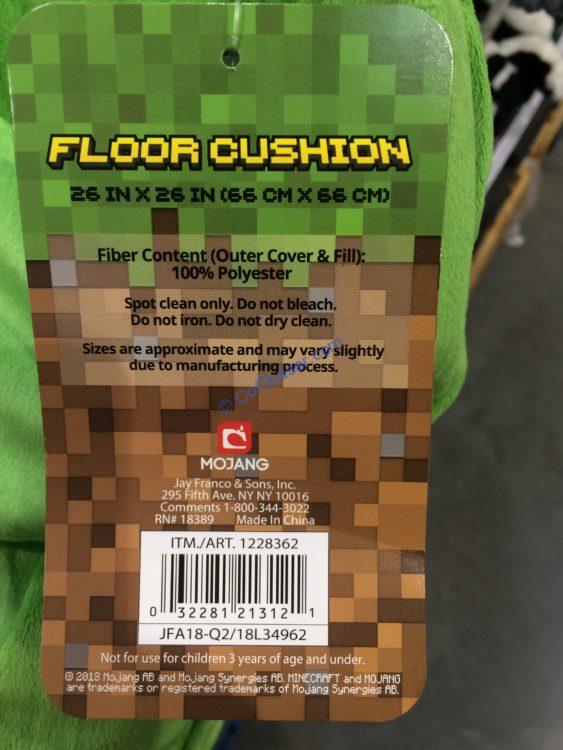 FLOOR CUSHION
26 IN X 26 IN (66 CM X 66 CM)
Fiber Content (Outer Cover & Fill):
100% Polyester
Spot clean only. Do not bleach.
Do not iron. Do not dry clean.
Sizes are approximate and may vary slightly
due to manufacturing process.
© CoChaser.com
MOJANG
Jay Franco & Sons, Inc.
295 Fifth Ave. NY NY 10016
Comments 1-800-344-3022
RN# 18389 Made In China
ITM./ART. 1228362
0 32281 21312 1
JFA18-Q2/18L34962
Not for use for children 3 years of age and under.
© 2018 Mojang AB and Mojang Synergies AB. MINECRAFT and MOJANG
are trademarks or registered trademarks of Mojang Synergies AB.